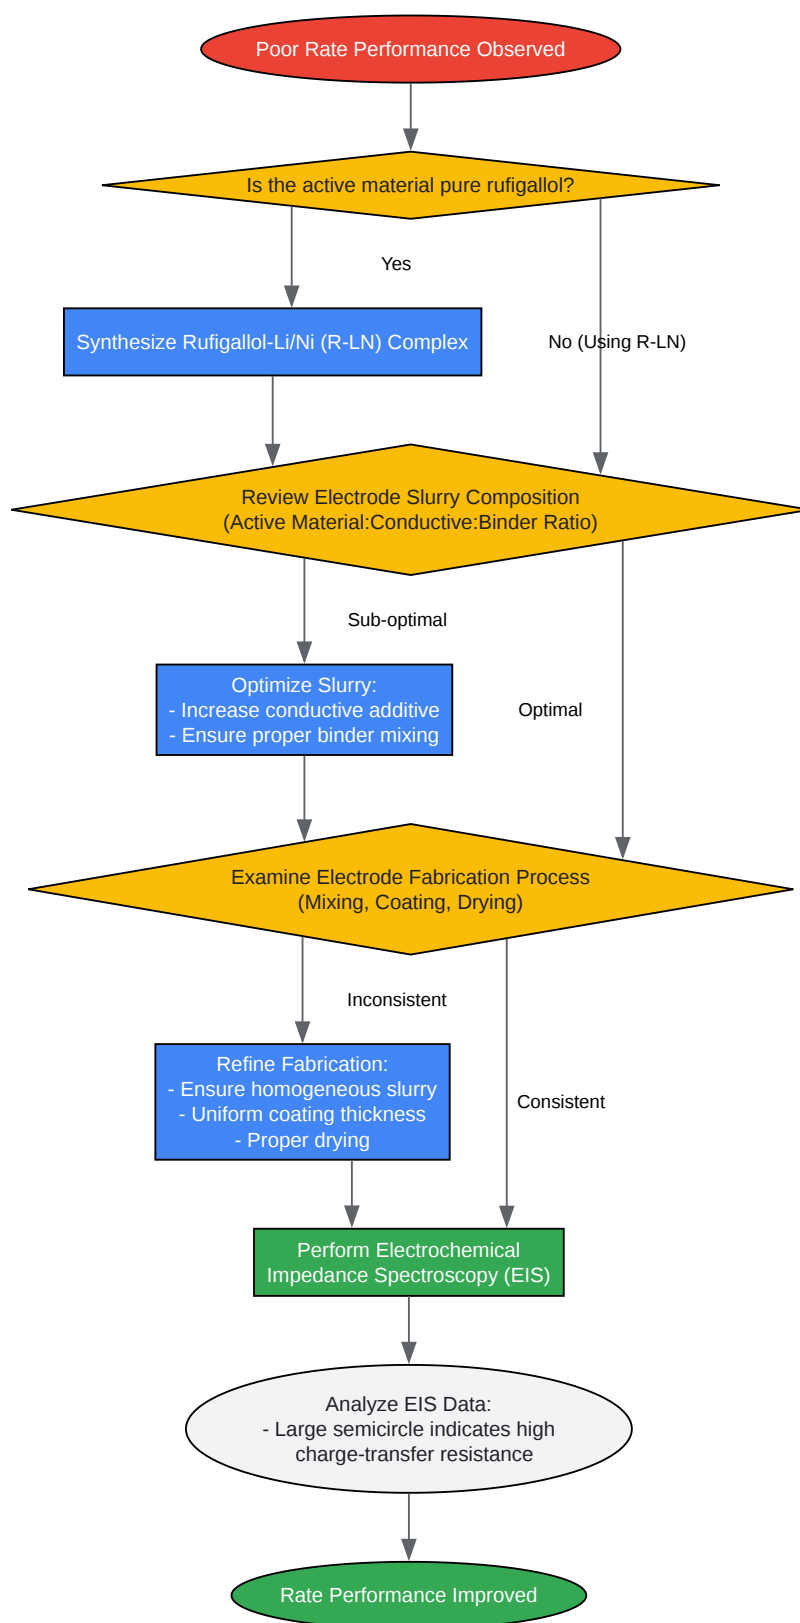 Poor Rate Performance Observed
Is the active material pure rufigallol?
Yes
Synthesize Rufigallol-Li/Ni (R-LN) Complex
No (Using R-LN)
Review Electrode Slurry Composition
(Active Material:Conductive:Binder Ratio)
Sub-optimal
Optimize Slurry:
- Increase conductive additive
- Ensure proper binder mixing
Optimal
Examine Electrode Fabrication Process
(Mixing, Coating, Drying)
Inconsistent
Refine Fabrication:
- Ensure homogeneous slurry
- Uniform coating thickness
- Proper drying
Consistent
Perform Electrochemical
Impedance Spectroscopy (EIS)
Analyze EIS Data:
- Large semicircle indicates high
charge-transfer resistance
Rate Performance Improved